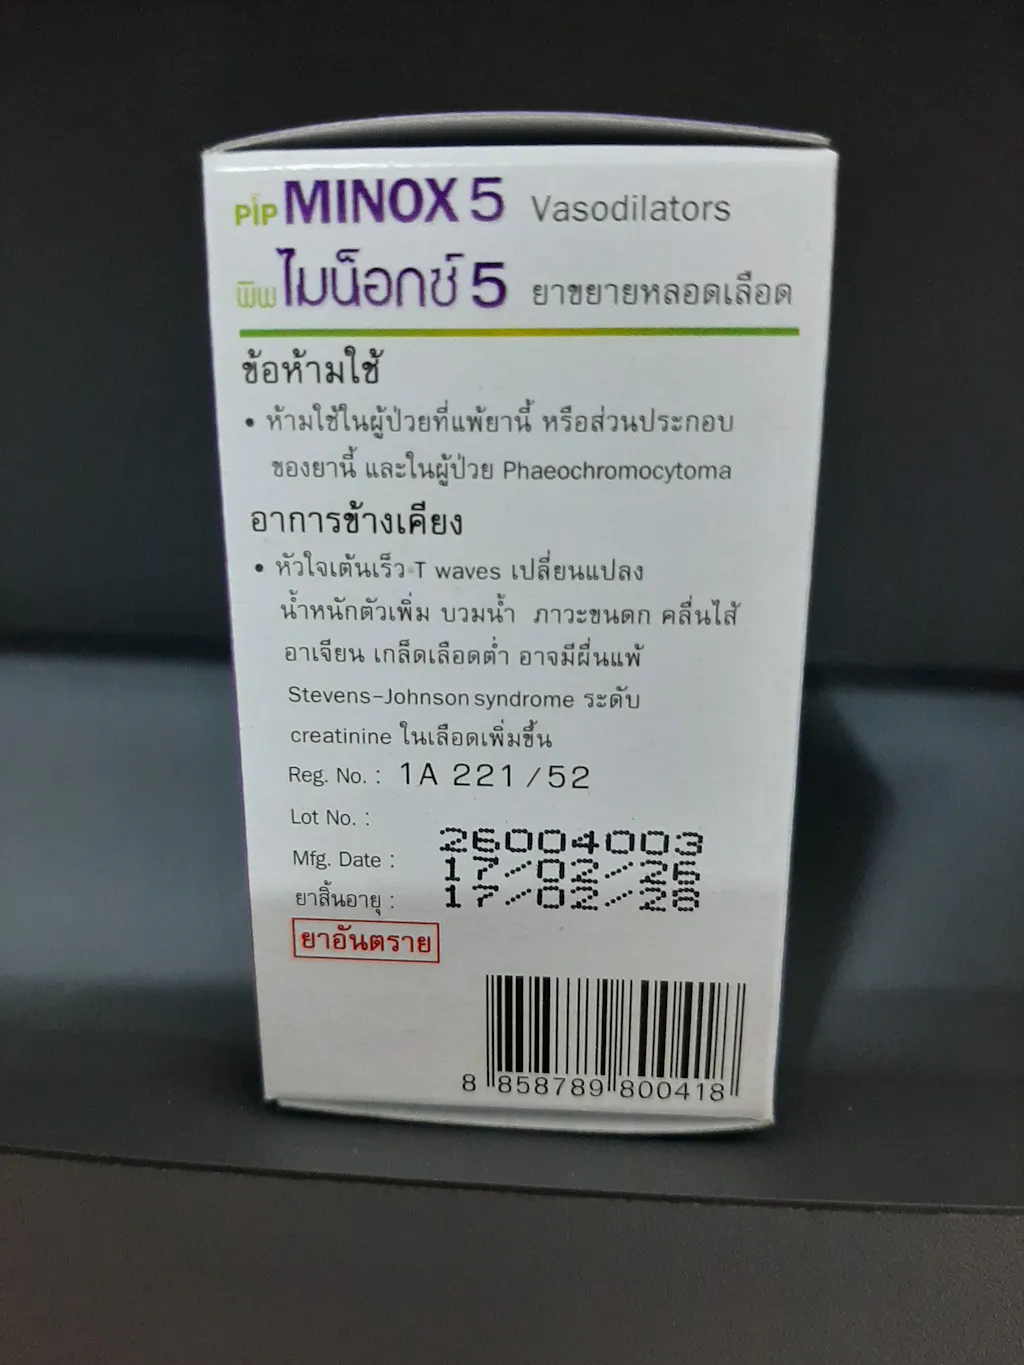 PIP MINOX 5 Vasodilators
พิพ ไมน็อกซ์ 5 ยาขยายหลอดเลือด
ข้อห้ามใช้
• ห้ามใช้ในผู้ป่วยที่แพ้ยานี้ หรือส่วนประกอบ
ของยานี้ และในผู้ป่วย Phaeochromocytoma
อาการข้างเคียง
• หัวใจเต้นเร็ว T waves เปลี่ยนแปลง
น้ำหนักตัวเพิ่ม บวมน้ำ ภาวะขนดก คลื่นไส้
อาเจียน เกล็ดเลือดต่ำ อาจมีผื่นแพ้
Stevens-Johnson syndrome ระดับ
creatinine ในเลือดเพิ่มขึ้น
Reg. No. : 1A 221/52
Lot No. : 26004003
Mfg. Date : 17/02/26
ยาสิ้นอายุ : 17/02/28
ยาอันตราย
8 858789 800418